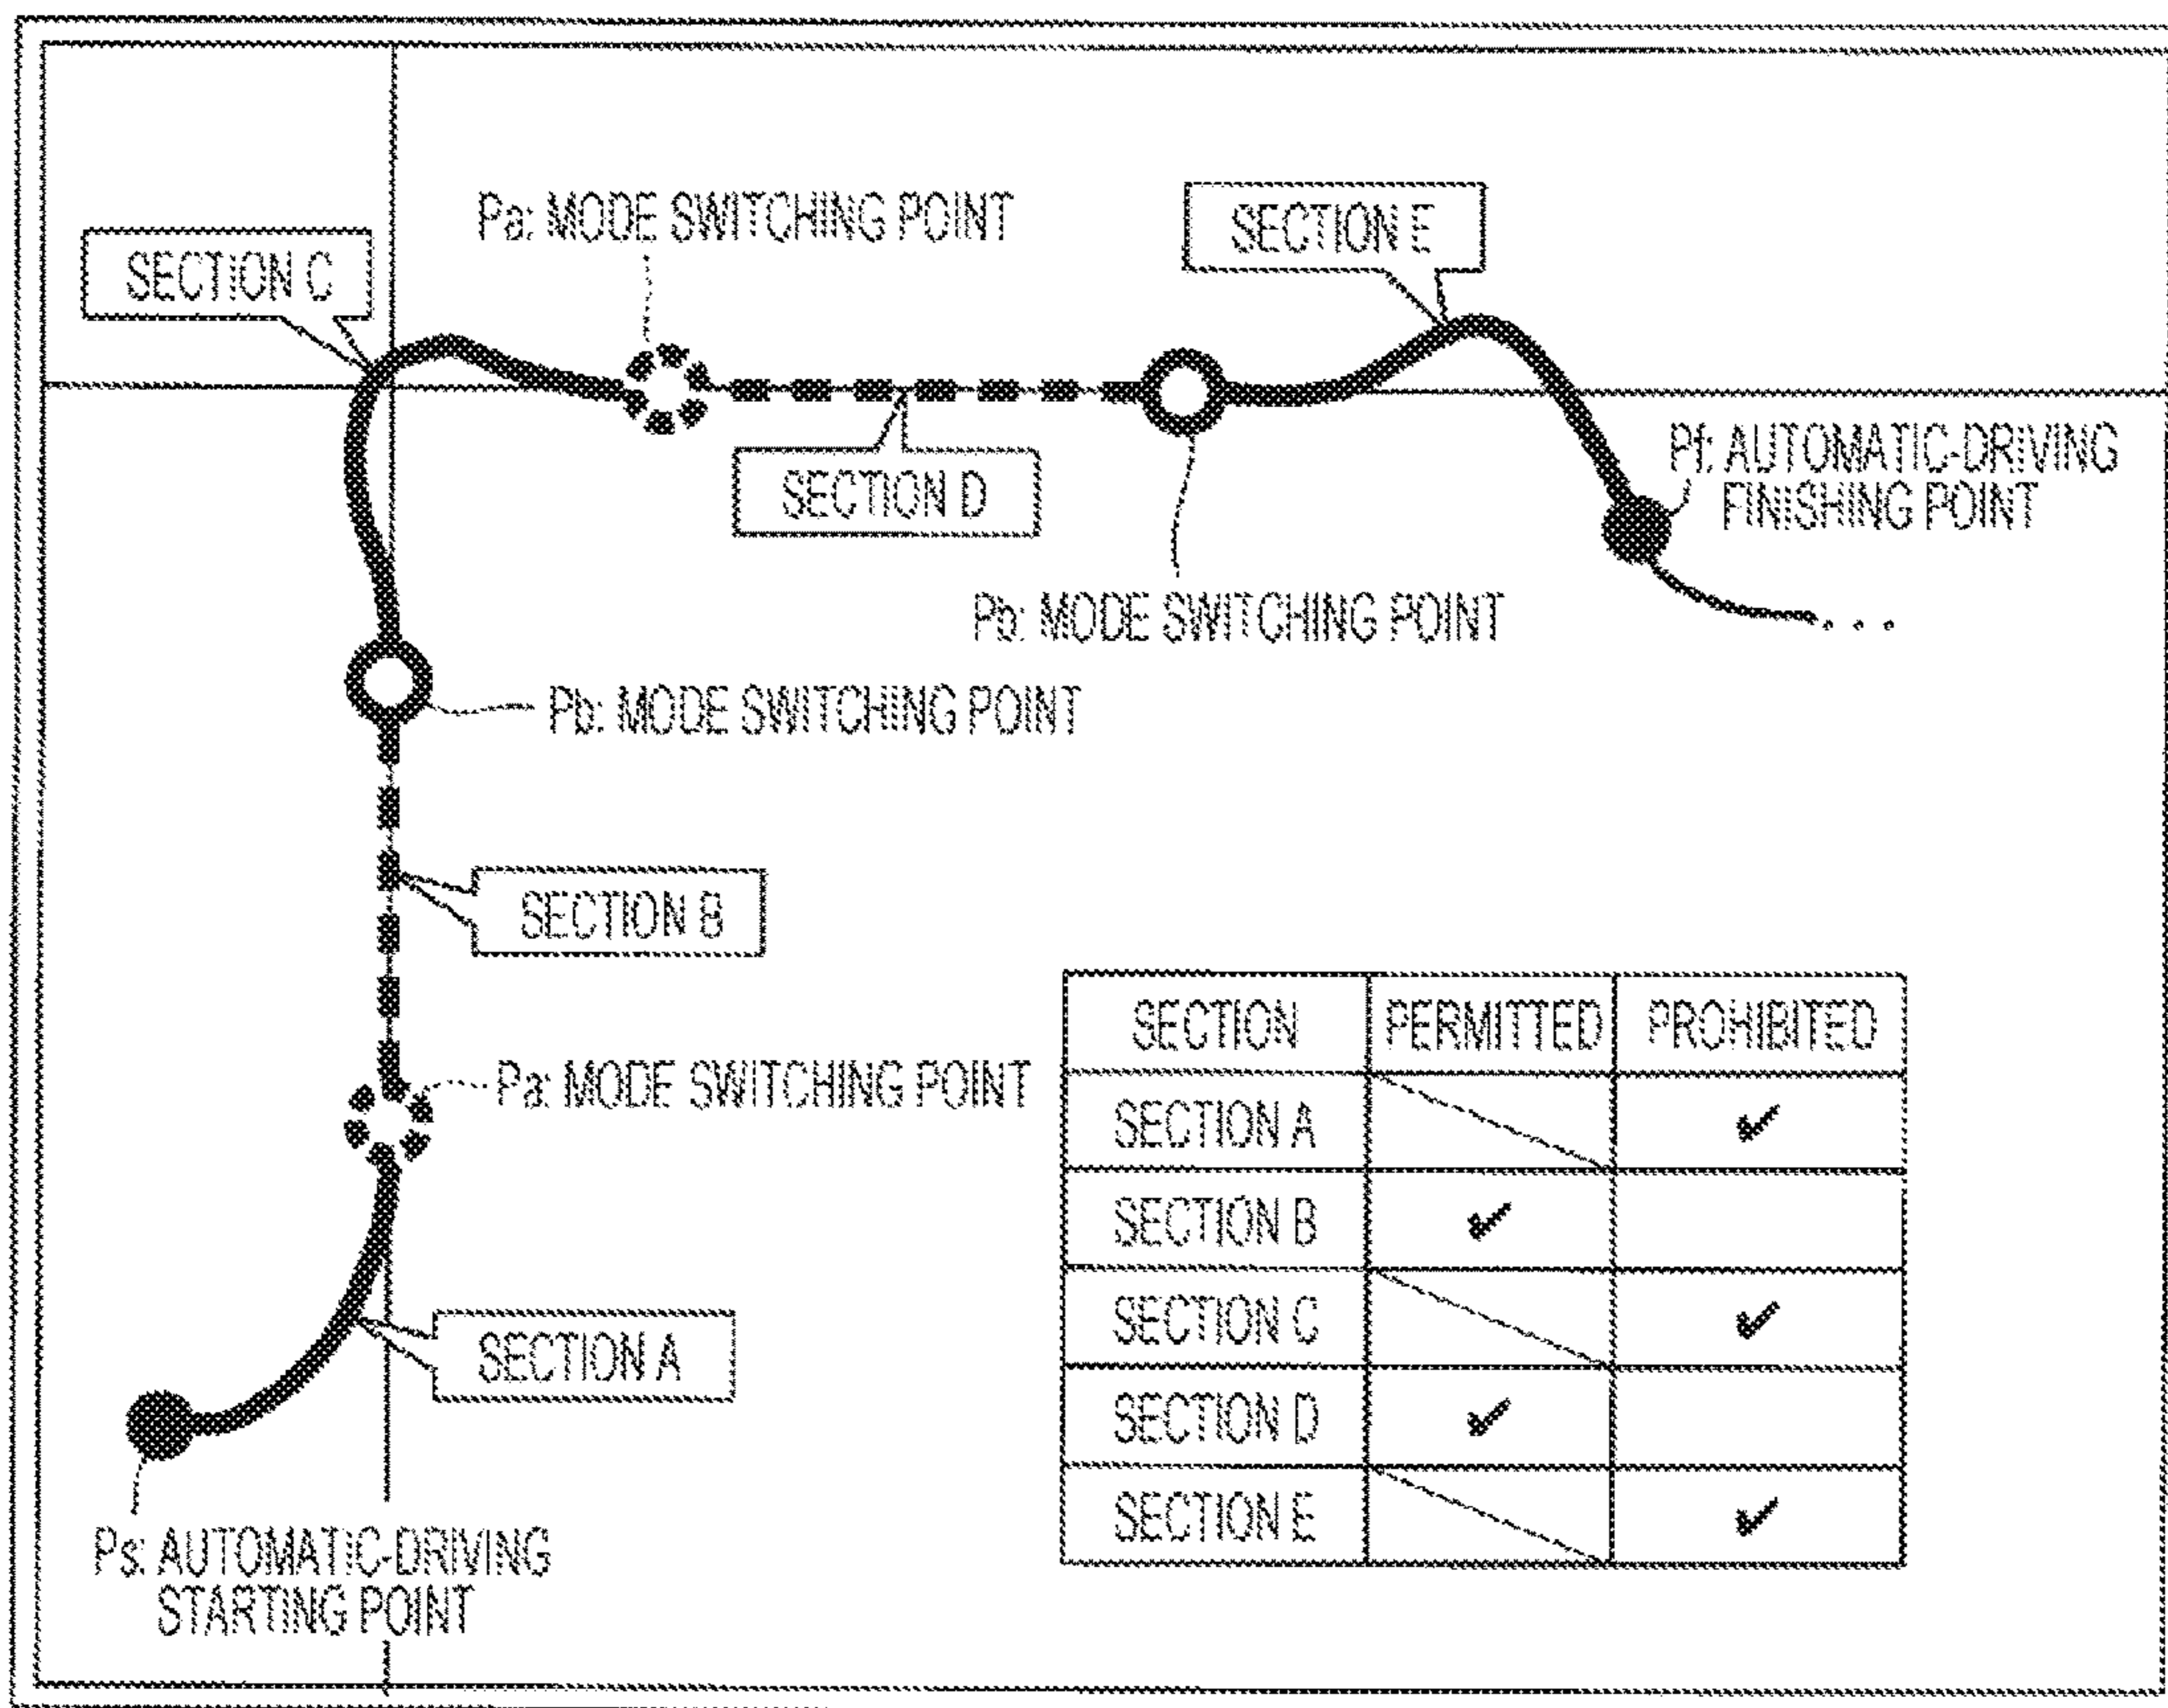 Pa: MODE SWITCHING POINT
SECTION E
SECTION C
Pf: AUTOMATIC-DRIVING
FINISHING POINT
SECTION D
Pb: MODE SWITCHING POINT
Pb: MODE SWITCHING POINT
SECTION B
Pa: MODE SWITCHING POINT
SECTION A
Ps: AUTOMATIC-DRIVING
STARTING POINT
SECTION PERMITTED PROHIBITED
SECTION A ✓
SECTION B ✓
SECTION C ✓
SECTION D ✓
SECTION E ✓